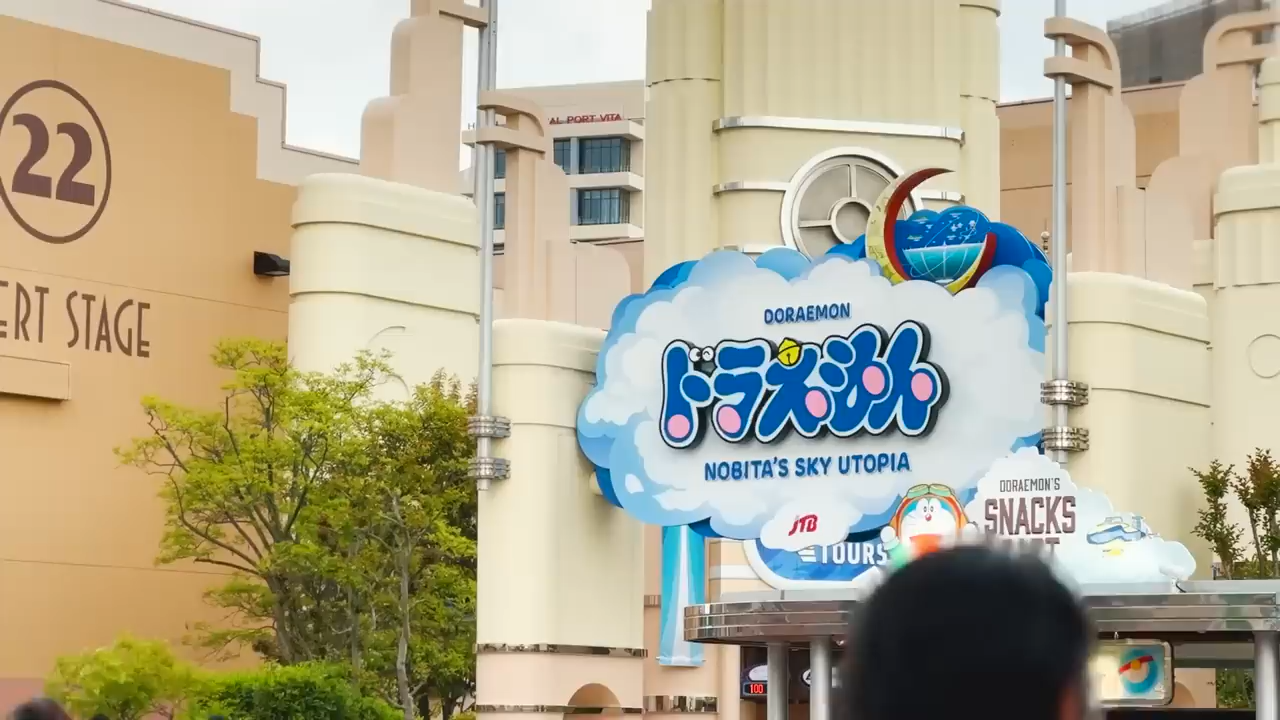 22
ERT STAGE
AL PORT VITA
DORAEMON
ドラえもん
NOBITA'S SKY UTOPIA
JTB
TOURS
DORAEMON'S
SNACKS
100